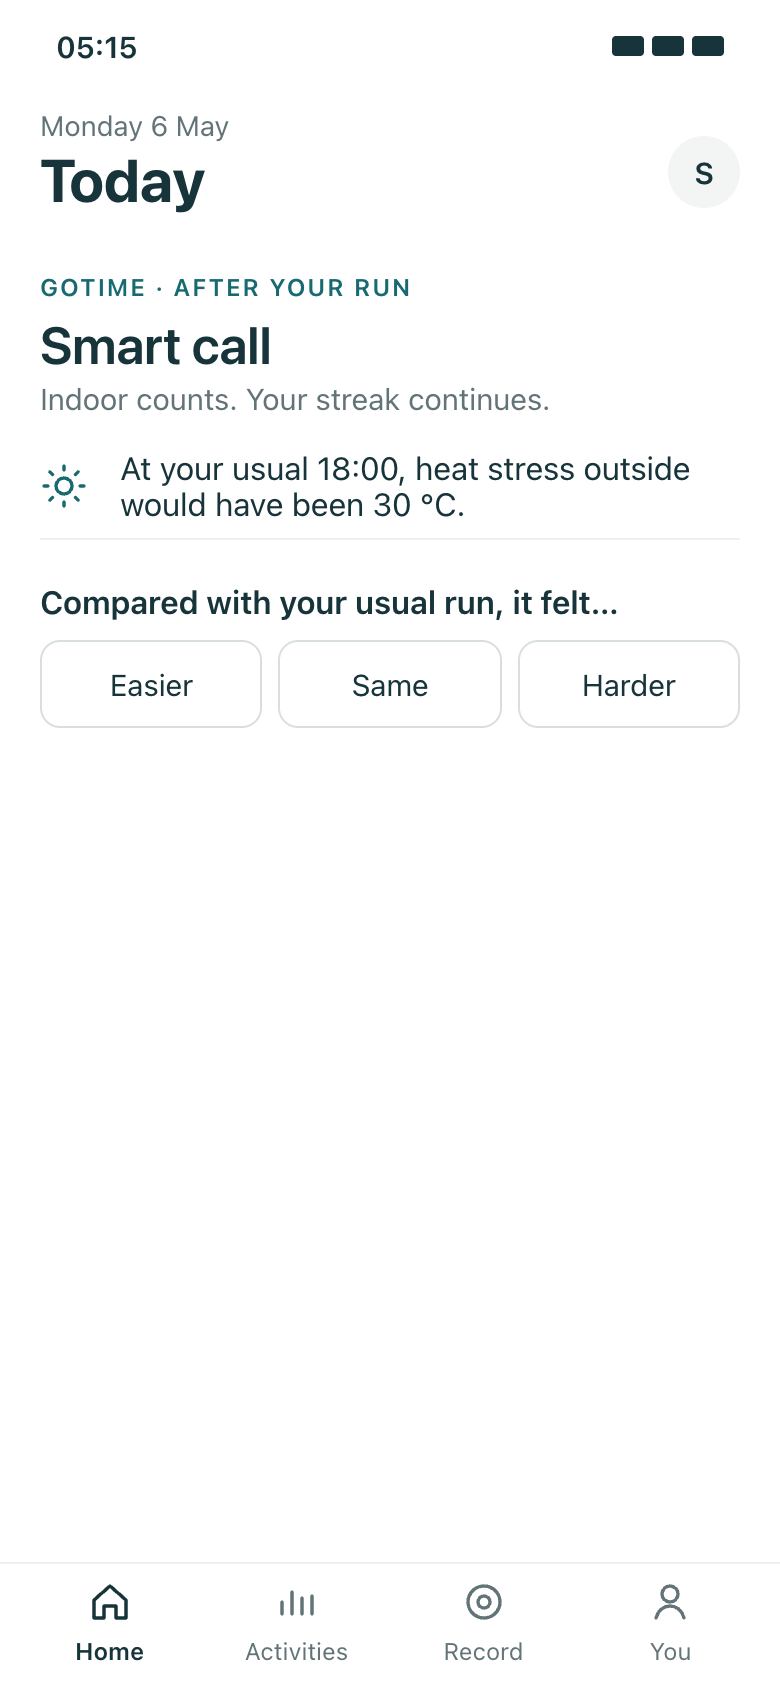 05:15
Monday 6 May
Today
S
GOTIME · AFTER YOUR RUN
Smart call
Indoor counts. Your streak continues.
At your usual 18:00, heat stress outside
would have been 30 °C.
Compared with your usual run, it felt...
Easier
Same
Harder
Home
Activities
Record
You